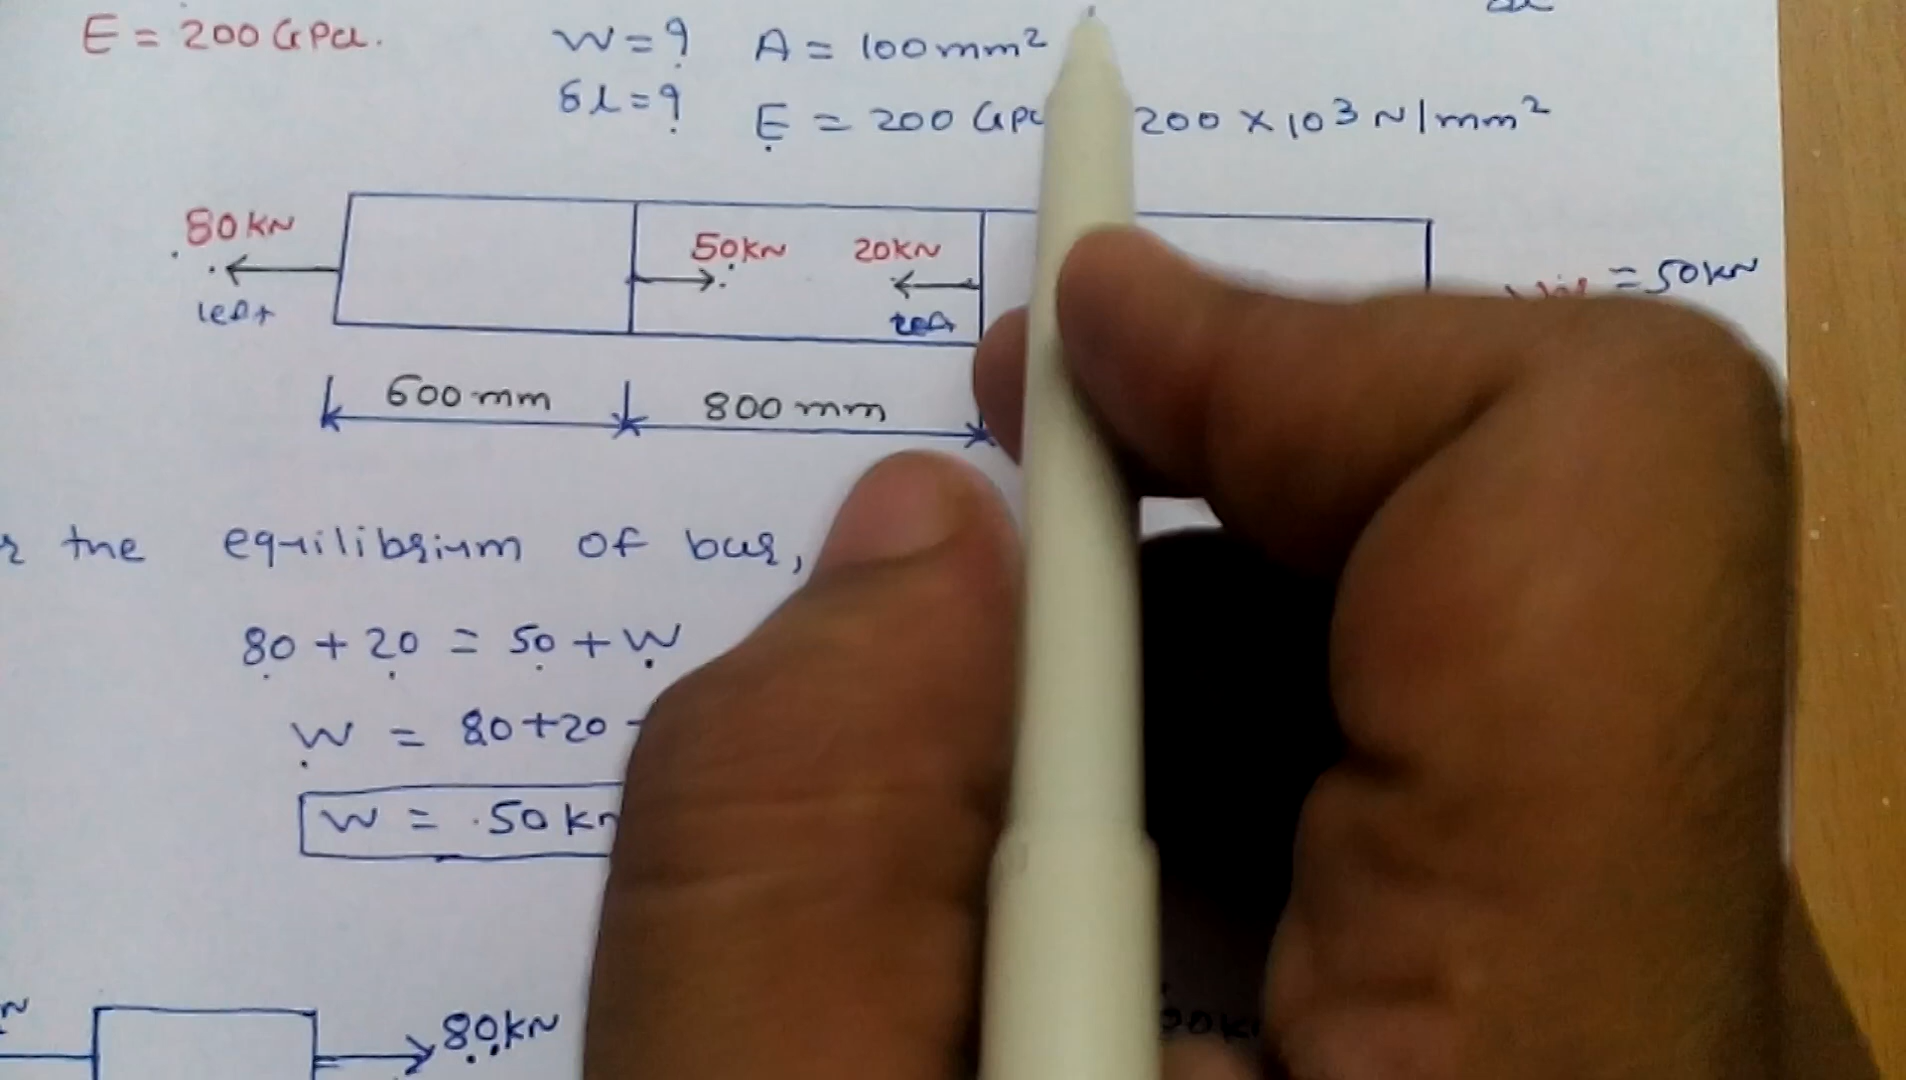 E = 200 GPa.
W = ?
A = 100 mm²
δL = ?
E = 200 GPa
200 × 10³ N/mm²
80 KN
50 KN
20 KN
= 50 KN
left
left
600 mm
800 mm
the equilibrium of bar,
80 + 20 = 50 + W
W = 80 + 20 -
W = 50 kN
80 KN